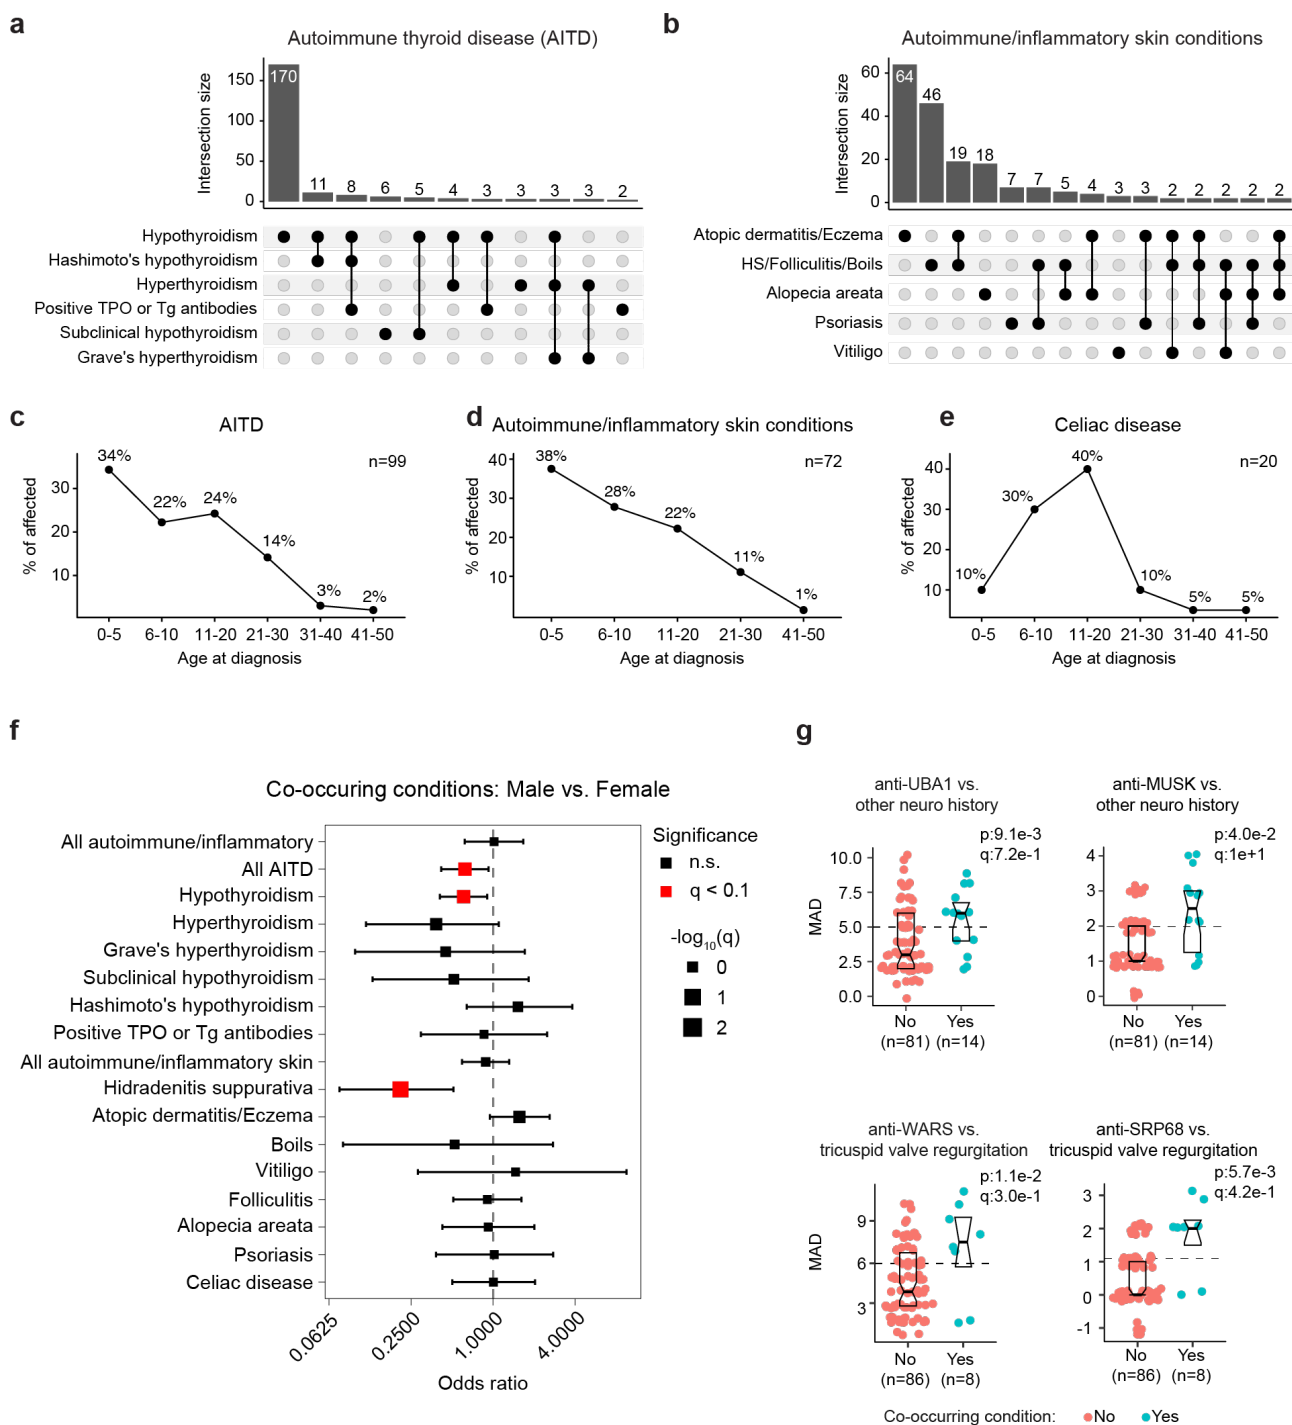 a
Autoimmune thyroid disease (AITD)
Intersection size
150
100
50
0
170
11
8
6
5
4
3
3
3
3
2
Hypothyroidism
Hashimoto's hypothyroidism
Hyperthyroidism
Positive TPO or Tg antibodies
Subclinical hypothyroidism
Grave's hyperthyroidism
b
Autoimmune/inflammatory skin conditions
Intersection size
60
40
20
0
64
46
19
18
7
7
5
4
3
3
2
2
2
2
2
Atopic dermatitis/Eczema
HS/Folliculitis/Boils
Alopecia areata
Psoriasis
Vitiligo
c
AITD
n=99
% of affected
30
20
10
34%
22%
24%
14%
3%
2%
0-5 6-10 11-20 21-30 31-40 41-50
Age at diagnosis
d
Autoimmune/inflammatory skin conditions
n=72
% of affected
40
30
20
10
38%
28%
22%
11%
1%
0-5 6-10 11-20 21-30 41-50
Age at diagnosis
e
Celiac disease
n=20
% of affected
40
30
20
10
10%
30%
40%
10%
5%
5%
0-5 6-10 11-20 21-30 31-40 41-50
Age at diagnosis
f
Co-occuring conditions: Male vs. Female
All autoimmune/inflammatory
All AITD
Hypothyroidism
Hyperthyroidism
Grave's hyperthyroidism
Subclinical hypothyroidism
Hashimoto's hypothyroidism
Positive TPO or Tg antibodies
All autoimmune/inflammatory skin
Hidradenitis suppurativa
Atopic dermatitis/Eczema
Boils
Vitiligo
Folliculitis
Alopecia areata
Psoriasis
Celiac disease
0.0625 0.2500 1.0000 4.0000
Odds ratio
Significance
n.s.
q < 0.1
-log10(q)
0
1
2
g
anti-UBA1 vs.
other neuro history
p:9.1e-3
q:7.2e-1
MAD
10.0
7.5
5.0
2.5
0.0
No Yes
(n=81) (n=14)
anti-MUSK vs.
other neuro history
p:4.0e-2
q:1e+1
4
3
2
1
0
No Yes
(n=81) (n=14)
anti-WARS vs.
tricuspid valve regurgitation
p:1.1e-2
q:3.0e-1
MAD
9
6
3
No Yes
(n=86) (n=8)
anti-SRP68 vs.
tricuspid valve regurgitation
p:5.7e-3
q:4.2e-1
3
2
1
0
-1
No Yes
(n=86) (n=8)
Co-occurring condition: No Yes